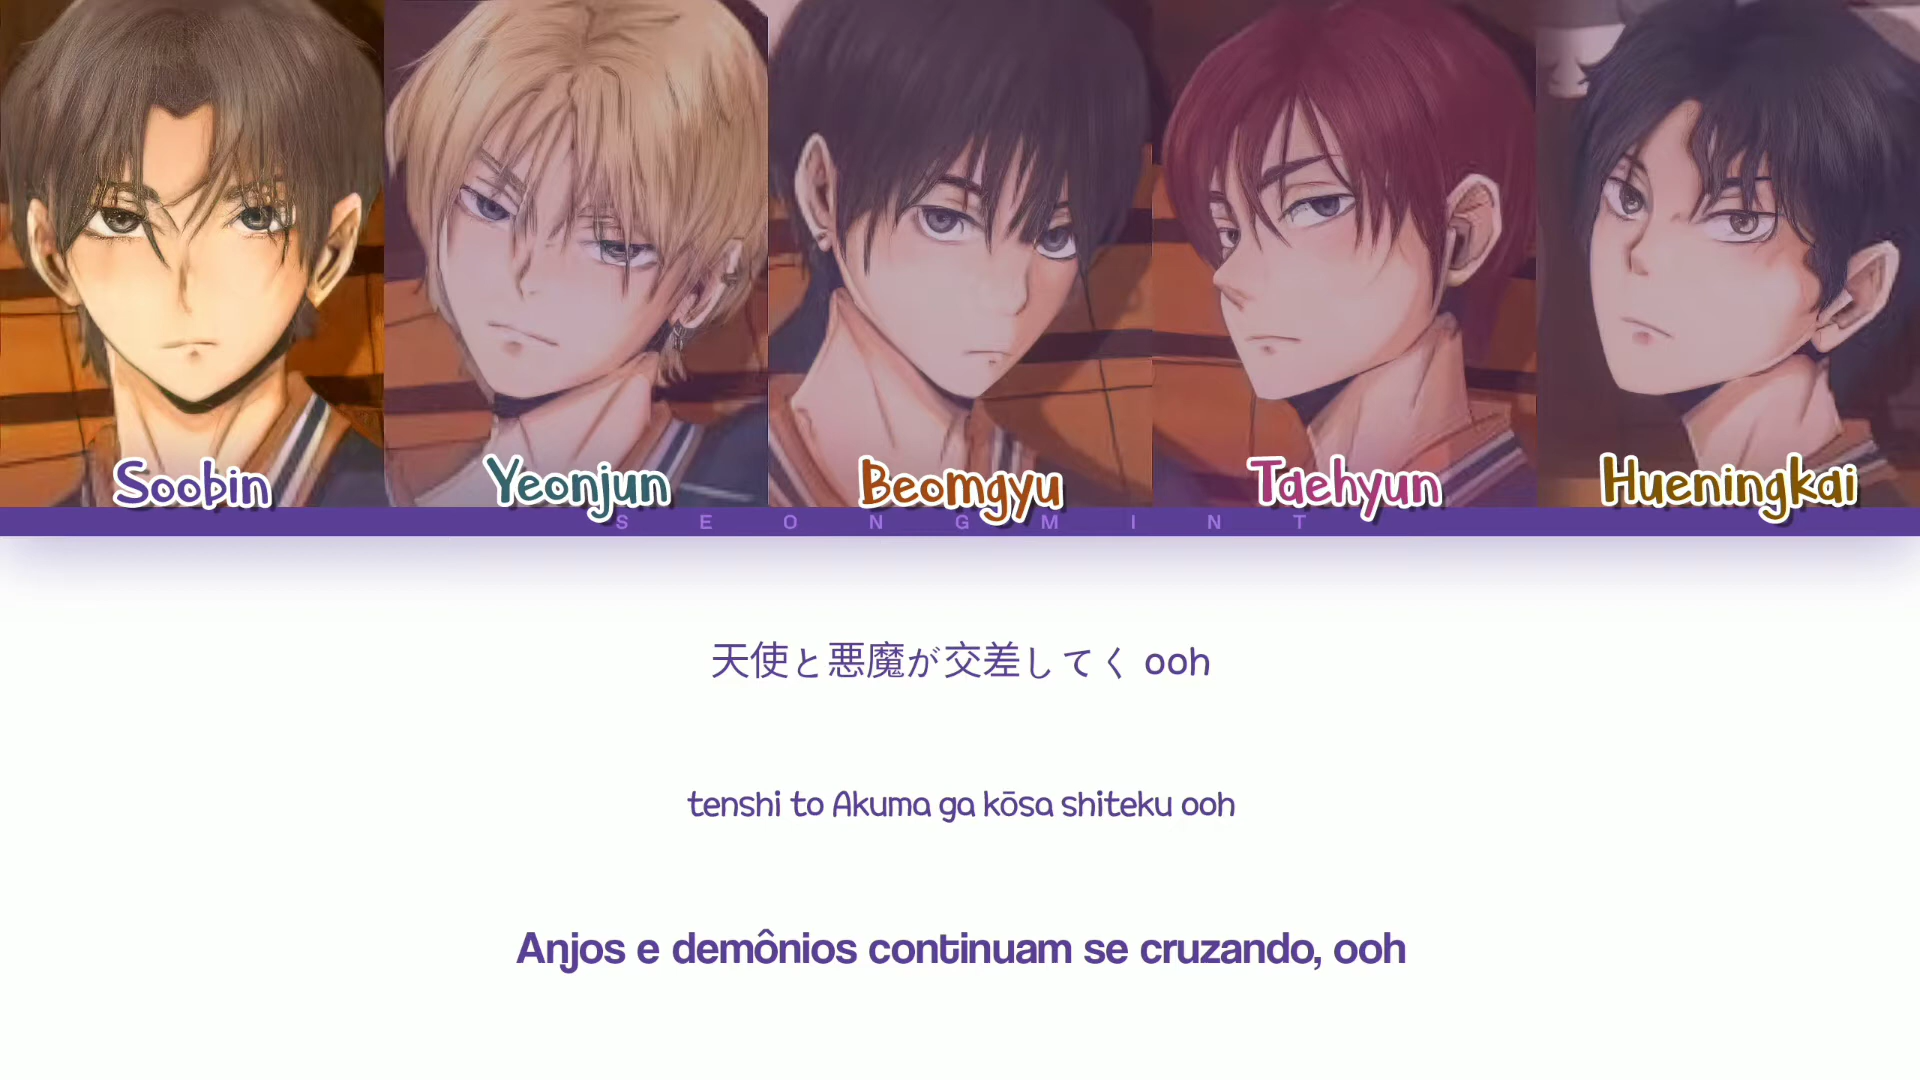 Soobin Yeonjun Beomgyu Taehyun Hueningkai
SEONGMINT
天使と悪魔が交差してく ooh
tenshi to Akuma ga kōsa shiteku ooh
Anjos e demônios continuam se cruzando, ooh